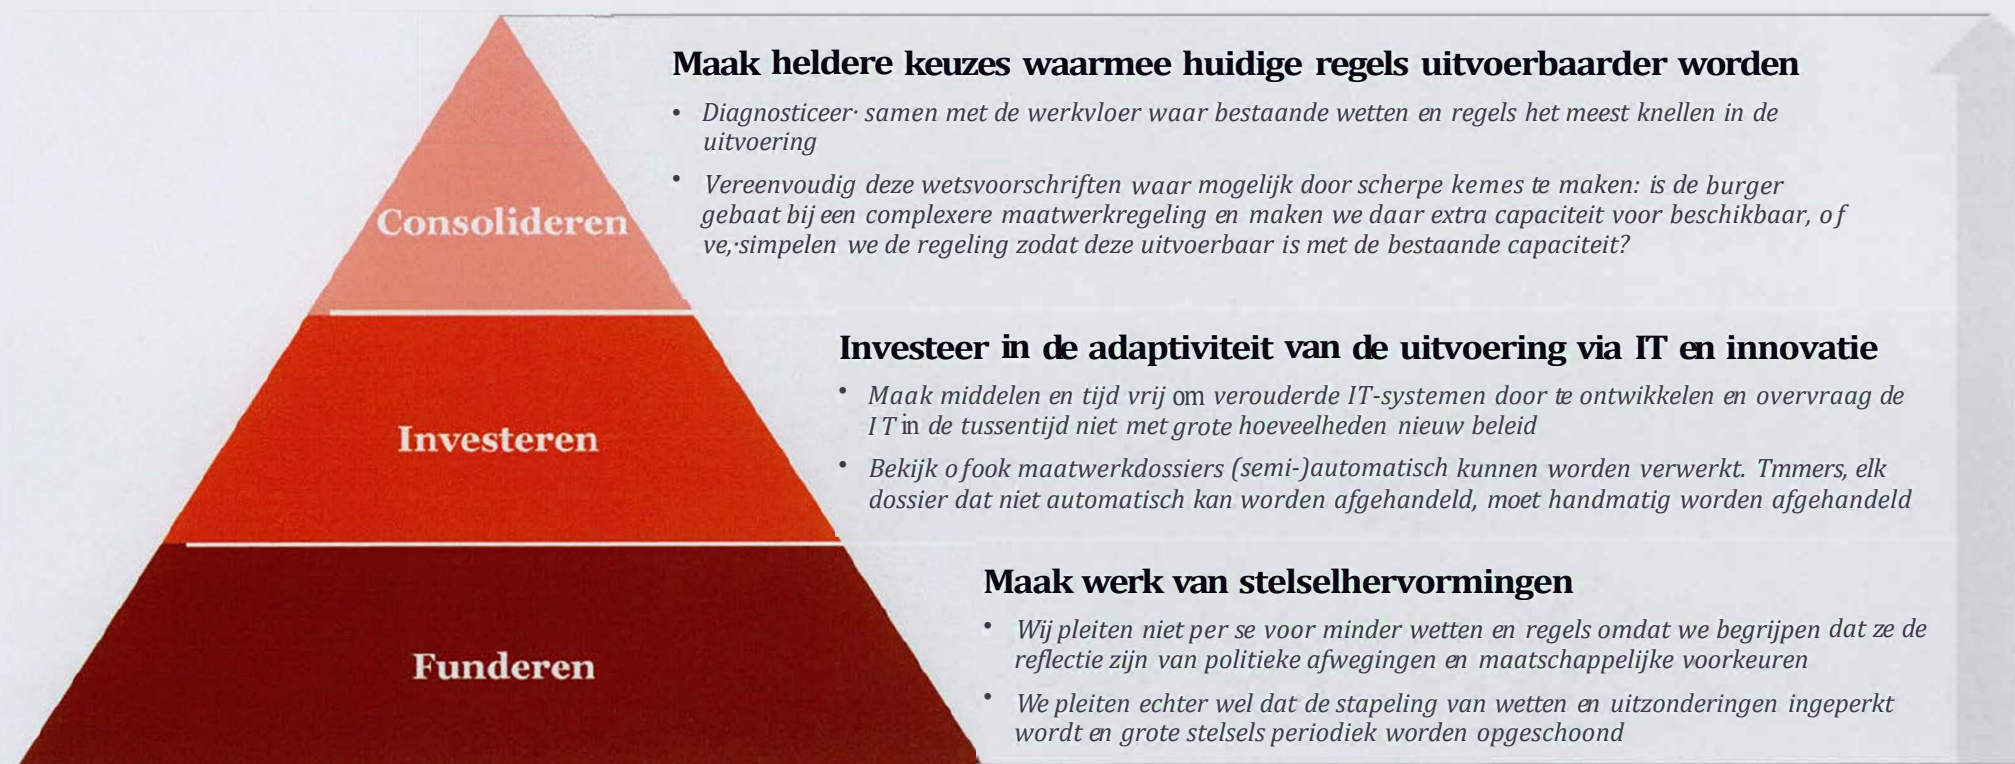 Maak heldere keuzes waarmee huidige regels uitvoerbaarder worden
• Diagnosticeer· samen met de werkvloer waar bestaande wetten en regels het meest knellen in de
uitvoering
• Vereenvoudig deze wetsvoorschriften waar mogelijk door scherpe kemes te maken: is de burger
gebaat bij een complexere maatwerkregeling en maken we daar extra capaciteit voor beschikbaar, of
ve,·simpelen we de regeling zodat deze uitvoerbaar is met de bestaande capaciteit?
Consolideren
Investeer in de adaptiviteit van de uitvoering via IT en innovatie
• Maak middelen en tijd vrij om verouderde IT-systemen door te ontwikkelen en overvraag de
IT in de tussentijd niet met grote hoeveelheden nieuw beleid
• Bekijk of ook maatwerkdossiers (semi-)automatisch kunnen worden verwerkt. Tmmers, elk
dossier dat niet automatisch kan worden afgehandeld, moet handmatig worden afgehandeld
Investeren
Maak werk van stelselhervormingen
• Wij pleiten niet per se voor minder wetten en regels omdat we begrijpen dat ze de
reflectie zijn van politieke afwegingen en maatschappelijke voorkeuren
• We pleiten echter wel dat de stapeling van wetten en uitzonderingen ingeperkt
wordt en grote stelsels periodiek worden opgeschoond
Funderen